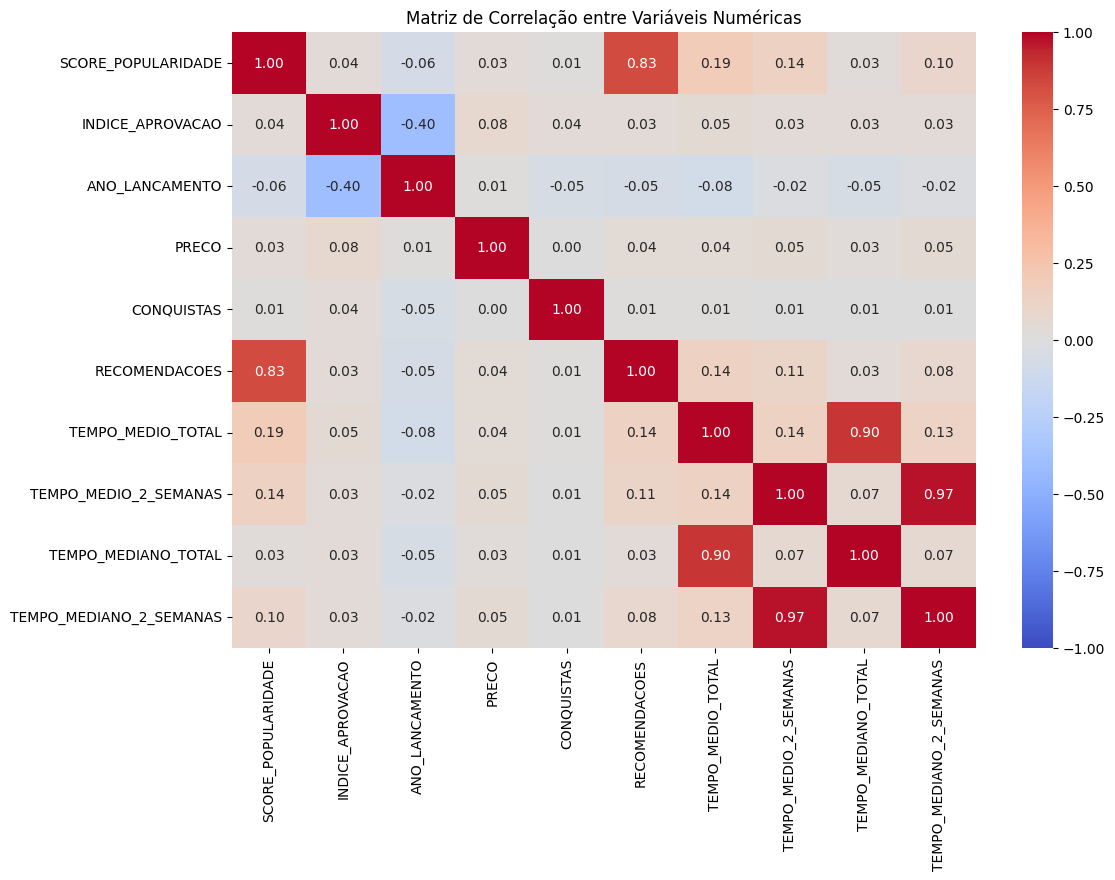 Matriz de Correlação entre Variáveis Numéricas
SCORE_POPULARIDADE 1.00 0.04 -0.06 0.03 0.01 0.83 0.19 0.14 0.03 0.10
INDICE_APROVACAO 0.04 1.00 -0.40 0.08 0.04 0.03 0.05 0.03 0.03 0.03
ANO_LANCAMENTO -0.06 -0.40 1.00 0.01 -0.05 -0.05 -0.08 -0.02 -0.05 -0.02
PRECO 0.03 0.08 0.01 1.00 0.00 0.04 0.04 0.05 0.03 0.05
CONQUISTAS 0.01 0.04 -0.05 0.00 1.00 0.01 0.01 0.01 0.01 0.01
RECOMENDACOES 0.83 0.03 -0.05 0.04 0.01 1.00 0.14 0.11 0.03 0.08
TEMPO_MEDIO_TOTAL 0.19 0.05 -0.08 0.04 0.01 0.14 1.00 0.14 0.90 0.13
TEMPO_MEDIO_2_SEMANAS 0.14 0.03 -0.02 0.05 0.01 0.11 0.14 1.00 0.07 0.97
TEMPO_MEDIANO_TOTAL 0.03 0.03 -0.05 0.03 0.01 0.03 0.90 0.07 1.00 0.07
TEMPO_MEDIANO_2_SEMANAS 0.10 0.03 -0.02 0.05 0.01 0.08 0.13 0.97 0.07 1.00
SCORE_POPULARIDADE
INDICE_APROVACAO
ANO_LANCAMENTO
PRECO
CONQUISTAS
RECOMENDACOES
TEMPO_MEDIO_TOTAL
TEMPO_MEDIO_2_SEMANAS
TEMPO_MEDIANO_TOTAL
TEMPO_MEDIANO_2_SEMANAS
1.00
0.75
0.50
0.25
0.00
−0.25
−0.50
−0.75
−1.00